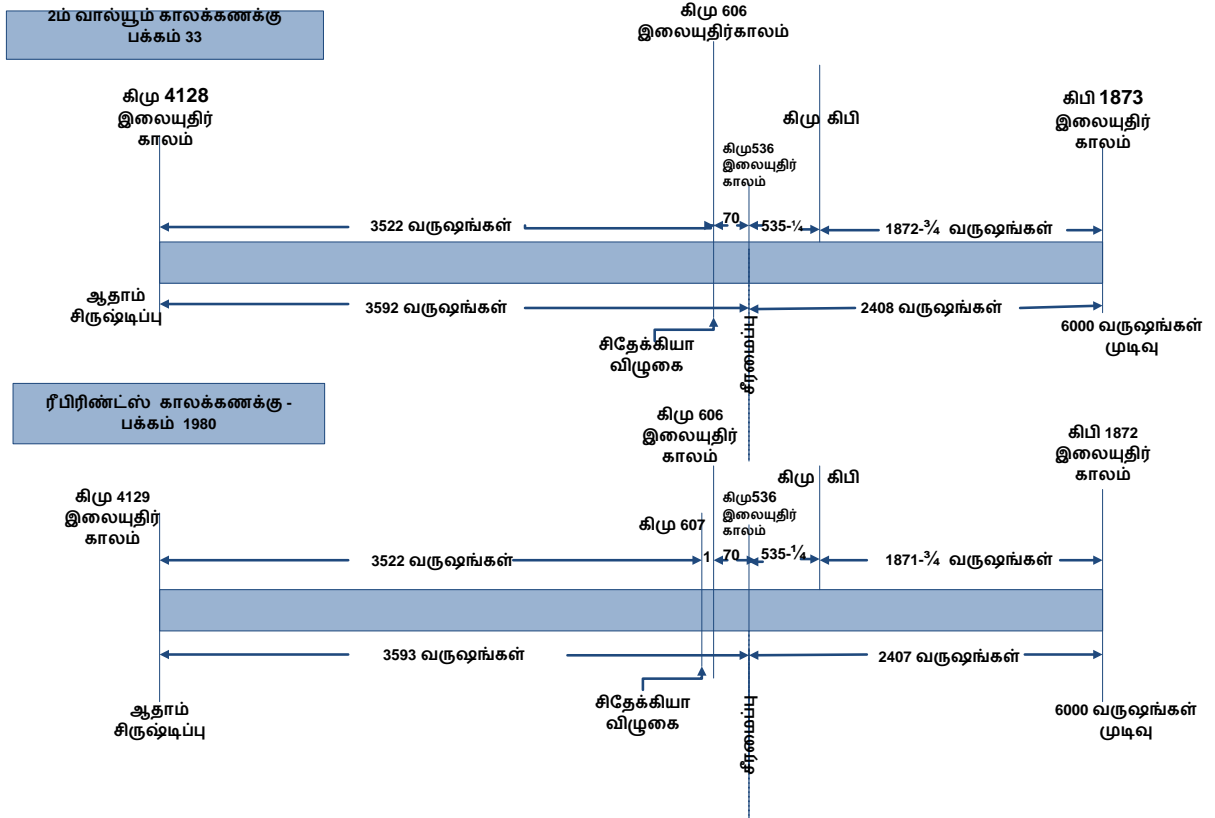 2ம் வால்யூம் காலக்கணக்கு
பக்கம் 33
கிமு 606
இலையுதிர்காலம்
கிமு 4128
இலையுதிர்
காலம்
கிமு கிபி
கிபி 1873
இலையுதிர்
காலம்
கிமு536
இலையுதிர்
காலம்
3522 வருஷங்கள்
70
535-¼
1872-¾ வருஷங்கள்
ஆதாம்
சிருஷ்டிப்பு
3592 வருஷங்கள்
2408 வருஷங்கள்
6000 வருஷங்கள்
முடிவு
சிதேக்கியா
விழுகை
ரீபிரிண்ட்ஸ் காலக்கணக்கு -
பக்கம் 1980
கிமு 606
இலையுதிர்
காலம்
கிபி 1872
இலையுதிர்
காலம்
கிமு கிபி
கிமு 4129
இலையுதிர்
காலம்
கிமு 607
கிமு536
இலையுதிர்
காலம்
3522 வருஷங்கள்
1
70
535-¼
1871-¾ வருஷங்கள்
3593 வருஷங்கள்
2407 வருஷங்கள்
ஆதாம்
சிருஷ்டிப்பு
சிதேக்கியா
விழுகை
6000 வருஷங்கள்
முடிவு